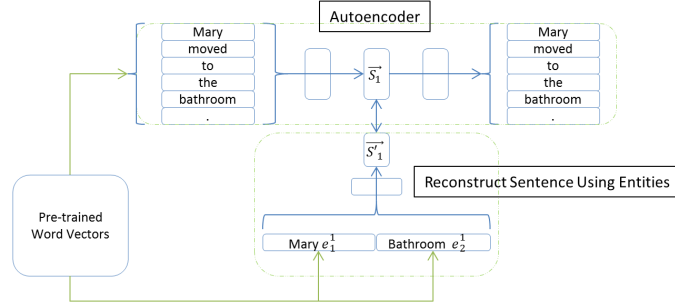 Autoencoder
Mary
moved
to
the
bathroom
.
S⃗₁
Mary
moved
to
the
bathroom
.
S⃗'₁
Reconstruct Sentence Using Entities
Pre-trained
Word Vectors
Mary e₁¹
Bathroom e₂¹